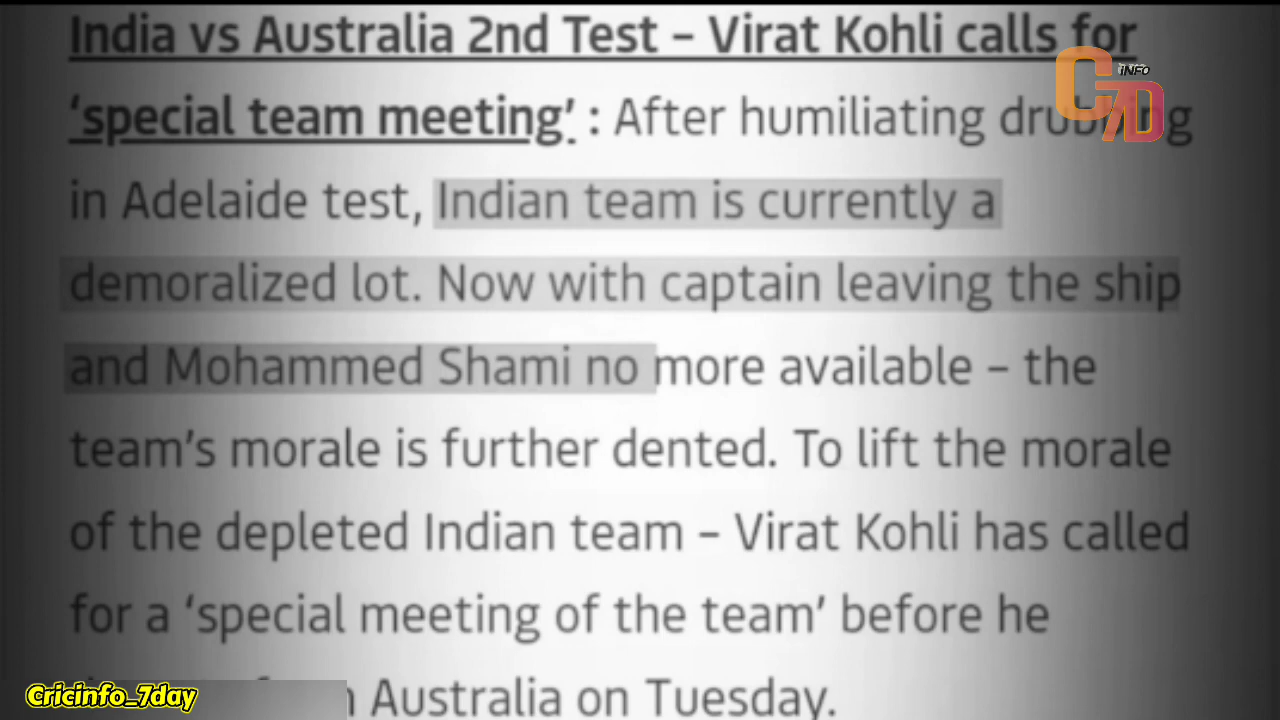 India vs Australia 2nd Test – Virat Kohli calls for
‘special team meeting’ : After humiliating
in Adelaide test, Indian team is currently a
demoralized lot. Now with captain leaving the ship
and Mohammed Shami no more available – the
team’s morale is further dented. To lift the morale
of the depleted Indian team – Virat Kohli has called
for a ‘special meeting of the team’ before he
Australia on Tuesday.
C7D INFO
Cricinfo_7day